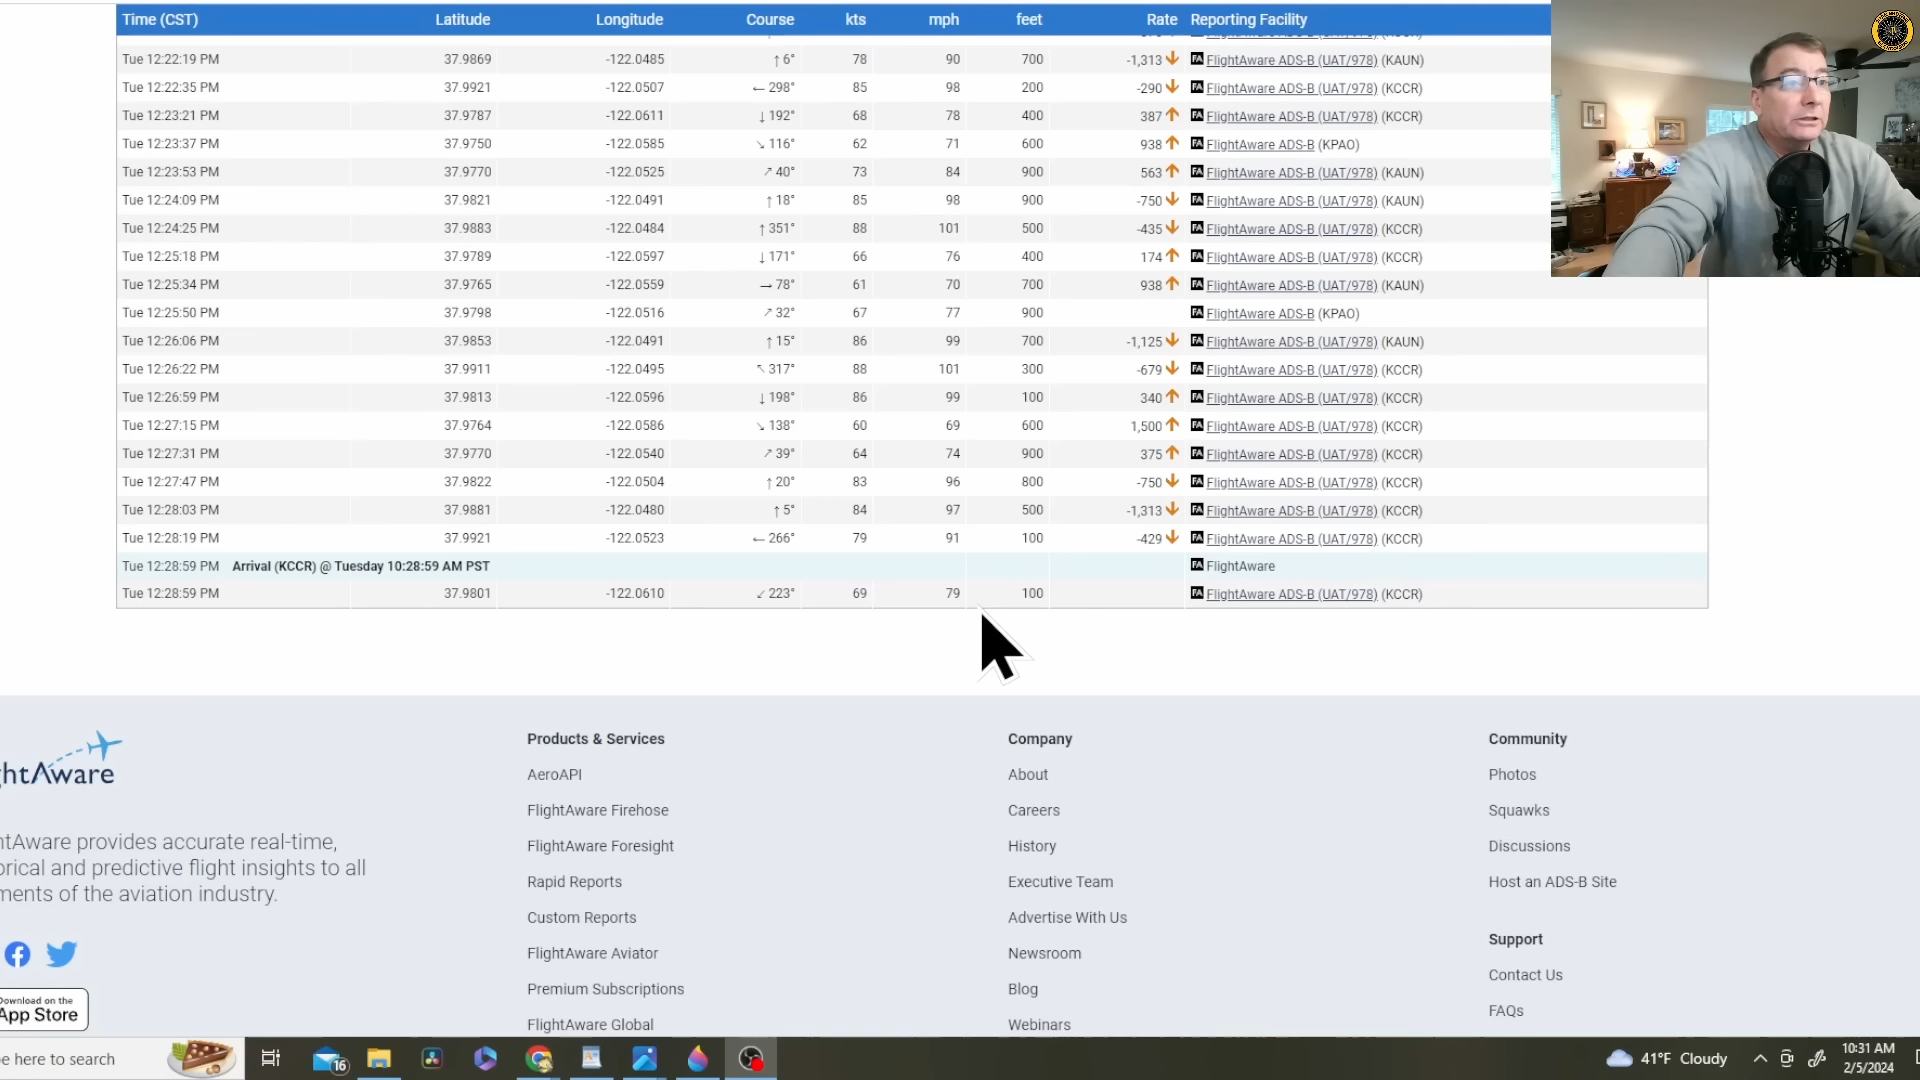 Time (CST) Latitude Longitude Course kts mph feet Rate Reporting Facility
Tue 12:22:19 PM 37.9869 -122.0485 ↑ 6° 78 90 700 -1,313 ↓ FA FlightAware ADS-B (UAT/978) (KAUN)
Tue 12:22:35 PM 37.9921 -122.0507 ← 298° 85 98 200 -290 ↓ FA FlightAware ADS-B (UAT/978) (KCCR)
Tue 12:23:21 PM 37.9787 -122.0611 ↓ 192° 68 78 400 387 ↑ FA FlightAware ADS-B (UAT/978) (KCCR)
Tue 12:23:37 PM 37.9750 -122.0585 ↘ 116° 62 71 600 938 ↑ FA FlightAware ADS-B (KPAO)
Tue 12:23:53 PM 37.9770 -122.0525 ↗ 40° 73 84 900 563 ↑ FA FlightAware ADS-B (UAT/978) (KAUN)
Tue 12:24:09 PM 37.9821 -122.0491 ↑ 18° 85 98 900 -750 ↓ FA FlightAware ADS-B (UAT/978) (KAUN)
Tue 12:24:25 PM 37.9883 -122.0484 ↑ 351° 88 101 500 -435 ↓ FA FlightAware ADS-B (UAT/978) (KCCR)
Tue 12:25:18 PM 37.9789 -122.0597 ↓ 171° 66 76 400 174 ↑ FA FlightAware ADS-B (UAT/978) (KCCR)
Tue 12:25:34 PM 37.9765 -122.0559 → 78° 61 70 700 938 ↑ FA FlightAware ADS-B (UAT/978) (KAUN)
Tue 12:25:50 PM 37.9798 -122.0516 ↗ 32° 67 77 900 FA FlightAware ADS-B (KPAO)
Tue 12:26:06 PM 37.9853 -122.0491 ↑ 15° 86 99 700 -1,125 ↓ FA FlightAware ADS-B (UAT/978) (KAUN)
Tue 12:26:22 PM 37.9911 -122.0495 ↖ 317° 88 101 300 -679 ↓ FA FlightAware ADS-B (UAT/978) (KCCR)
Tue 12:26:59 PM 37.9813 -122.0596 ↓ 198° 86 99 100 340 ↑ FA FlightAware ADS-B (UAT/978) (KCCR)
Tue 12:27:15 PM 37.9764 -122.0586 ↘ 138° 60 69 600 1,500 ↑ FA FlightAware ADS-B (UAT/978) (KCCR)
Tue 12:27:31 PM 37.9770 -122.0540 ↗ 39° 64 74 900 375 ↑ FA FlightAware ADS-B (UAT/978) (KCCR)
Tue 12:27:47 PM 37.9822 -122.0504 ↑ 20° 83 96 800 -750 ↓ FA FlightAware ADS-B (UAT/978) (KCCR)
Tue 12:28:03 PM 37.9881 -122.0480 ↑ 5° 84 97 500 -1,313 ↓ FA FlightAware ADS-B (UAT/978) (KCCR)
Tue 12:28:19 PM 37.9921 -122.0523 ← 266° 79 91 100 -429 ↓ FA FlightAware ADS-B (UAT/978) (KCCR)
Tue 12:28:59 PM Arrival (KCCR) @ Tuesday 10:28:59 AM PST FA FlightAware
Tue 12:28:59 PM 37.9801 -122.0610 ↙ 223° 69 79 100 FA FlightAware ADS-B (UAT/978) (KCCR)
htAware
htAware provides accurate real-time,
orical and predictive flight insights to all
ments of the aviation industry.
Download on the
App Store
Products & Services
AeroAPI
FlightAware Firehose
FlightAware Foresight
Rapid Reports
Custom Reports
FlightAware Aviator
Premium Subscriptions
FlightAware Global
Company
About
Careers
History
Executive Team
Advertise With Us
Newsroom
Blog
Webinars
Community
Photos
Squawks
Discussions
Host an ADS-B Site
Support
Contact Us
FAQs
e here to search
16
41°F Cloudy
10:31 AM
2/5/2024